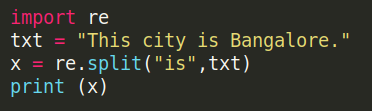 import re
txt = "This city is Bangalore."
x = re.split("is",txt)
print (x)